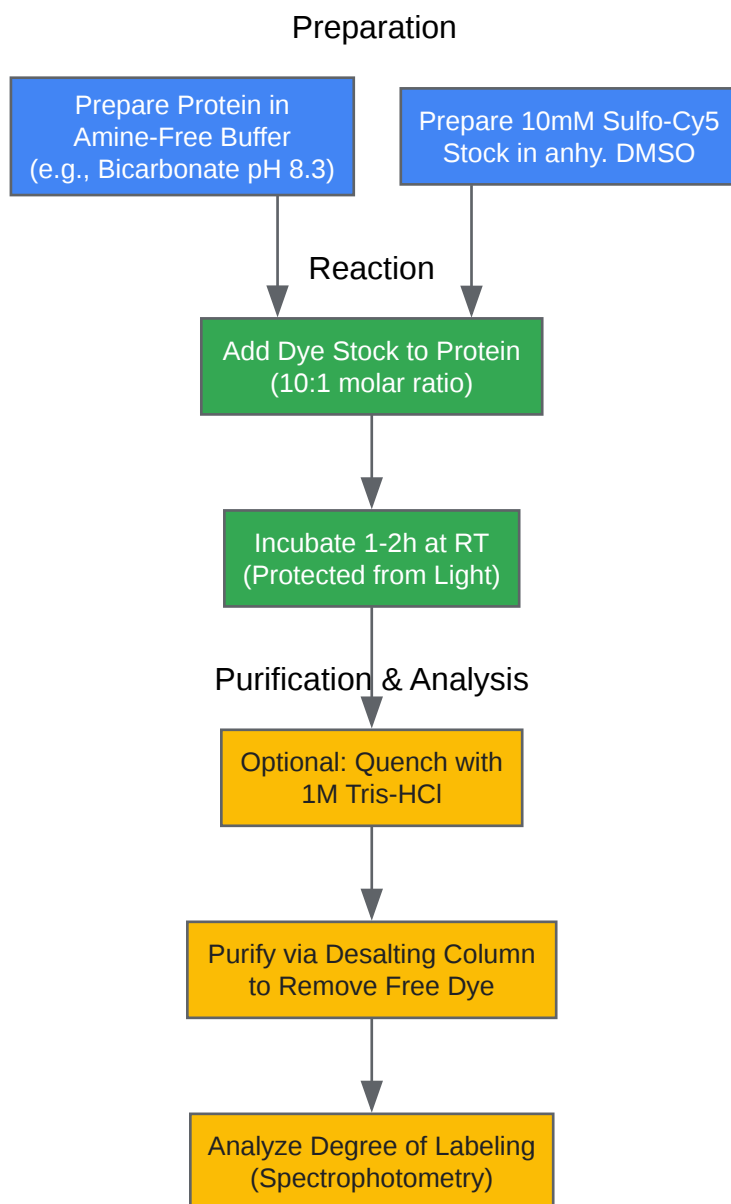 Preparation
Prepare Protein in
Amine-Free Buffer
(e.g., Bicarbonate pH 8.3)
Prepare 10mM Sulfo-Cy5
Stock in anhy. DMSO
Reaction
Add Dye Stock to Protein
(10:1 molar ratio)
Incubate 1-2h at RT
(Protected from Light)
Purification & Analysis
Optional: Quench with
1M Tris-HCl
Purify via Desalting Column
to Remove Free Dye
Analyze Degree of Labeling
(Spectrophotometry)